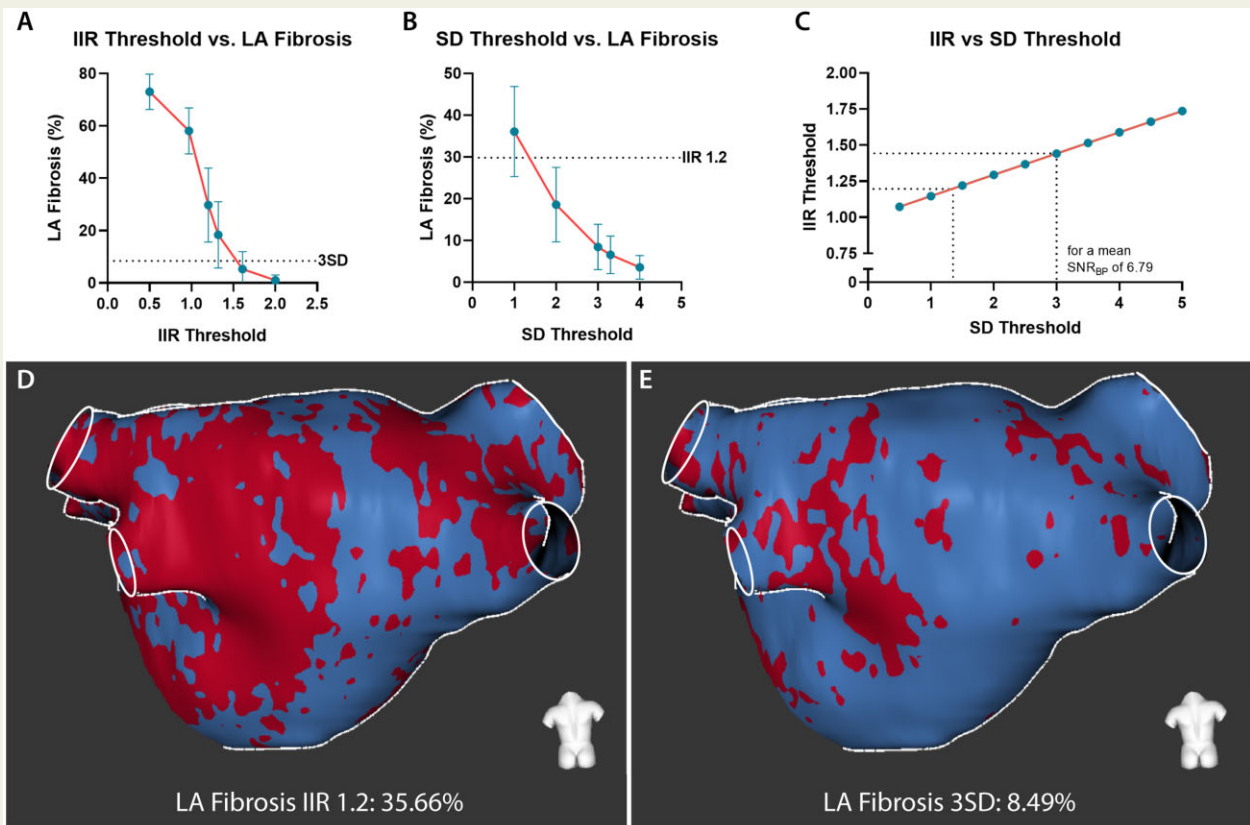 A
IIR Threshold vs. LA Fibrosis
LA Fibrosis (%)
80
60
40
20
0
3SD
0.0 0.5 1.0 1.5 2.0 2.5
IIR Threshold
B
SD Threshold vs. LA Fibrosis
LA Fibrosis (%)
50
40
30
20
10
0
IIR 1.2
0 1 2 3 4 5
SD Threshold
C
IIR vs SD Threshold
IIR Threshold
2.00
1.75
1.50
1.25
1.00
0.75
0
for a mean
SNRBP of 6.79
0 1 2 3 4 5
SD Threshold
D
LA Fibrosis IIR 1.2: 35.66%
E
LA Fibrosis 3SD: 8.49%